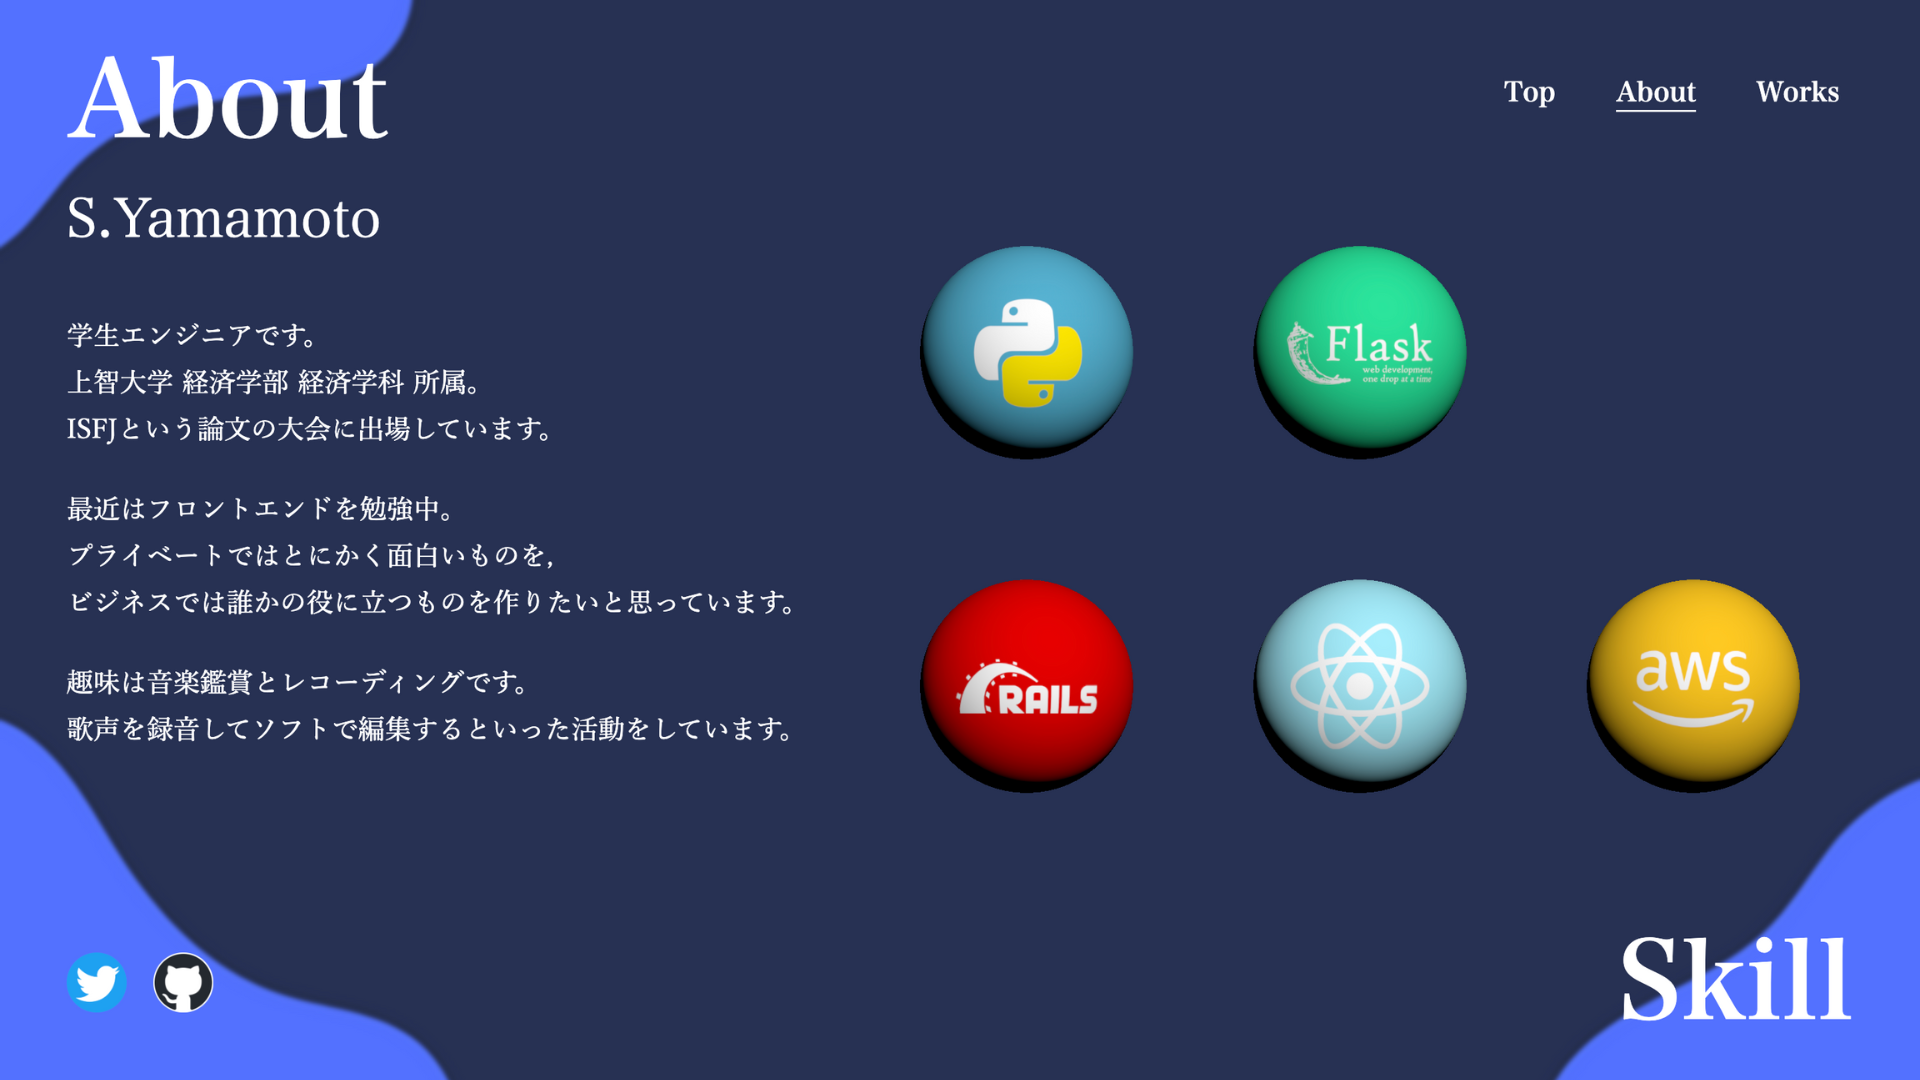 About
Top
About
Works
S.Yamamoto
学生エンジニアです。
上智大学 経済学部 経済学科 所属。
ISFJという論文の大会に出場しています。
最近はフロントエンドを勉強中。
プライベートではとにかく面白いものを,
ビジネスでは誰かの役に立つものを作りたいと思っています。
趣味は音楽鑑賞とレコーディングです。
歌声を録音してソフトで編集するといった活動をしています。
Flask
web development,
one drop at a time
RAILS
aws
Skill